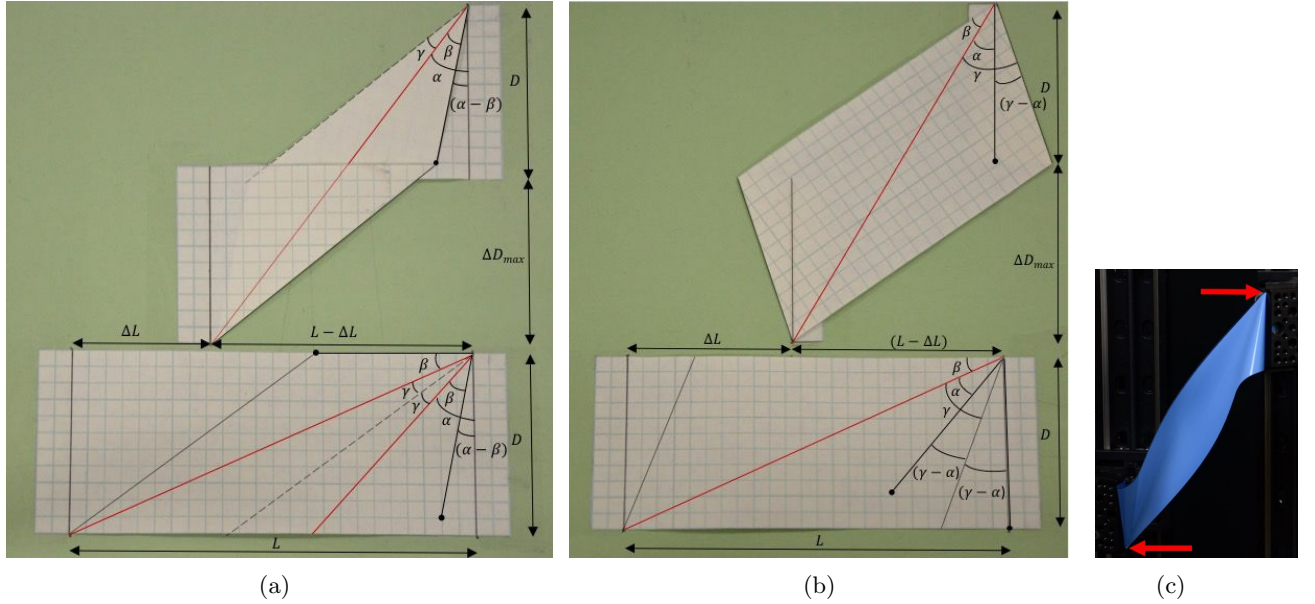 γ
β
α
(α − β)
D
ΔD_max
ΔL
L − ΔL
β
γ
γ
β
α
(α − β)
D
L
(a)
β
α
γ
(γ − α)
D
ΔD_max
ΔL
(L − ΔL)
β
α
γ
(γ − α)
(γ − α)
D
L
(b)
(c)